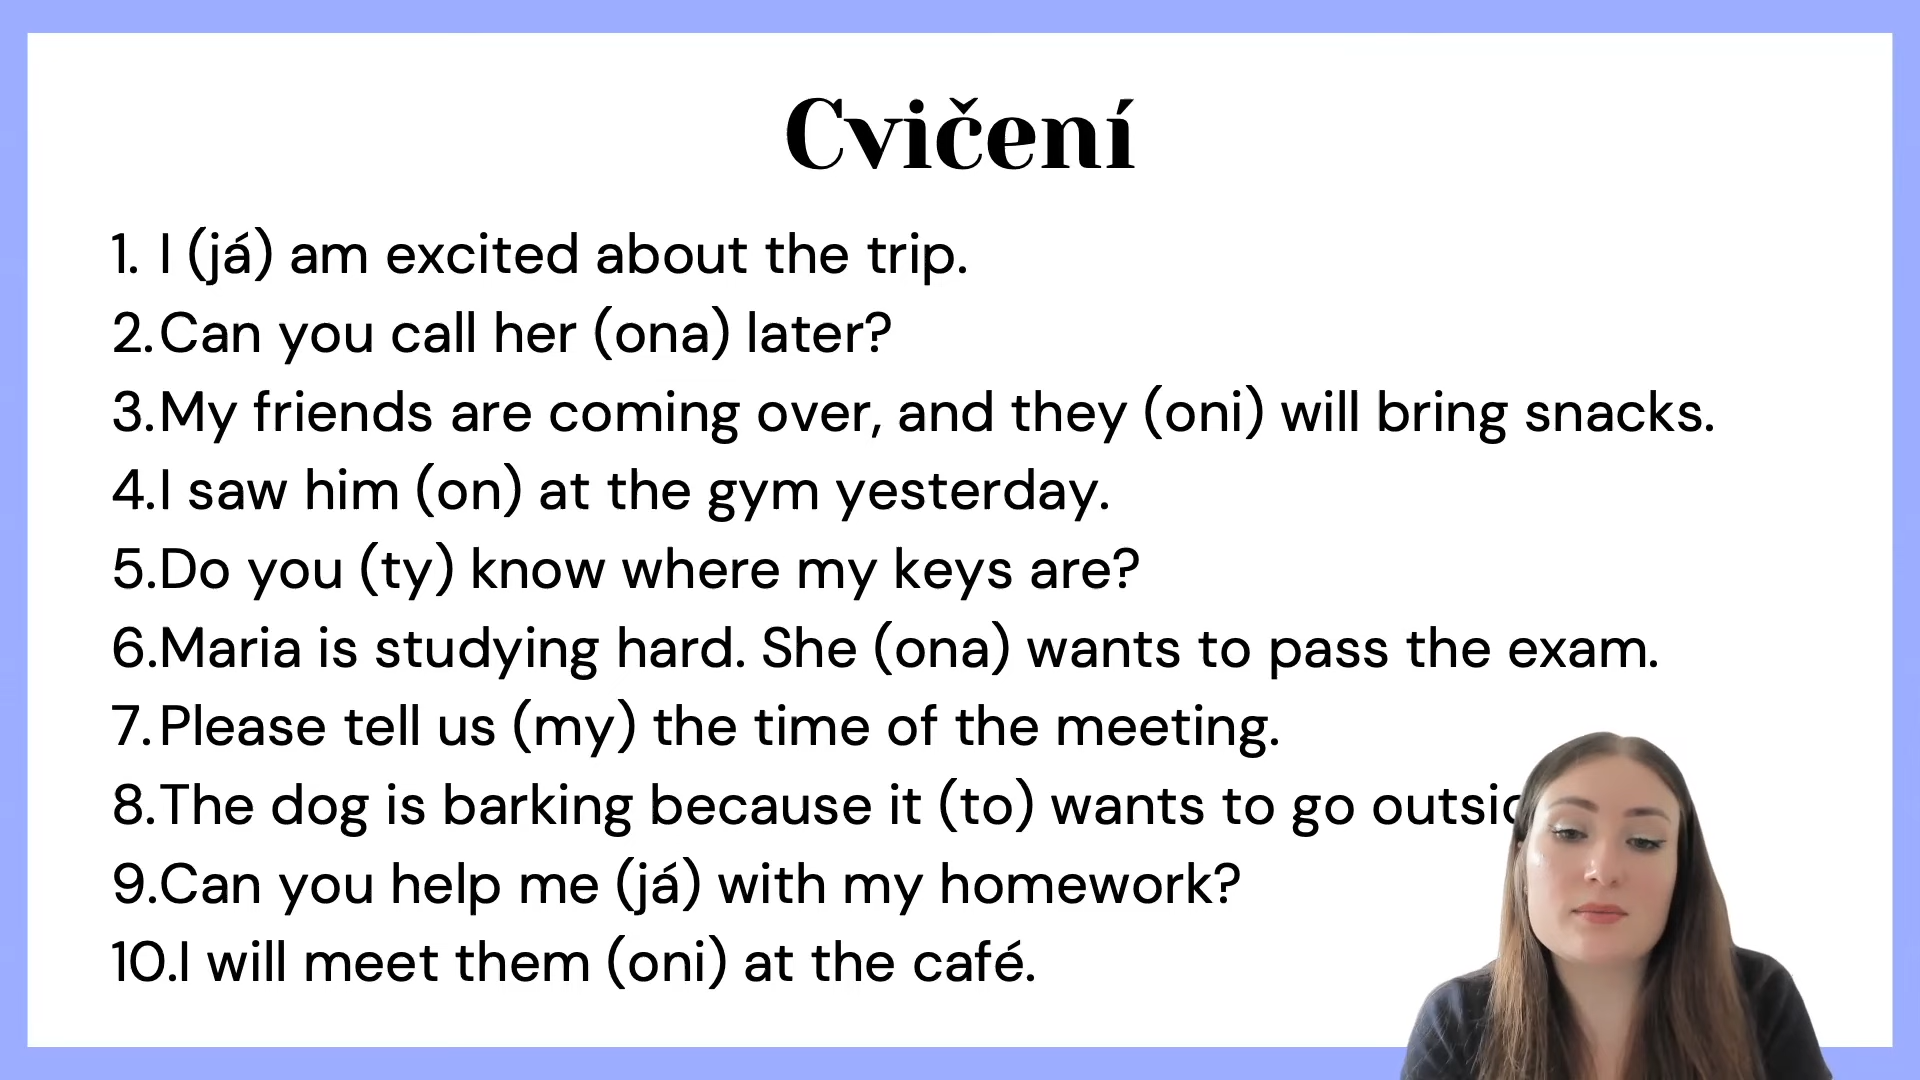 Cvičení
1. I (já) am excited about the trip.
2. Can you call her (ona) later?
3. My friends are coming over, and they (oni) will bring snacks.
4. I saw him (on) at the gym yesterday.
5. Do you (ty) know where my keys are?
6. Maria is studying hard. She (ona) wants to pass the exam.
7. Please tell us (my) the time of the meeting.
8. The dog is barking because it (to) wants to go
9. Can you help me (já) with my homework?
10. I will meet them (oni) at the café.